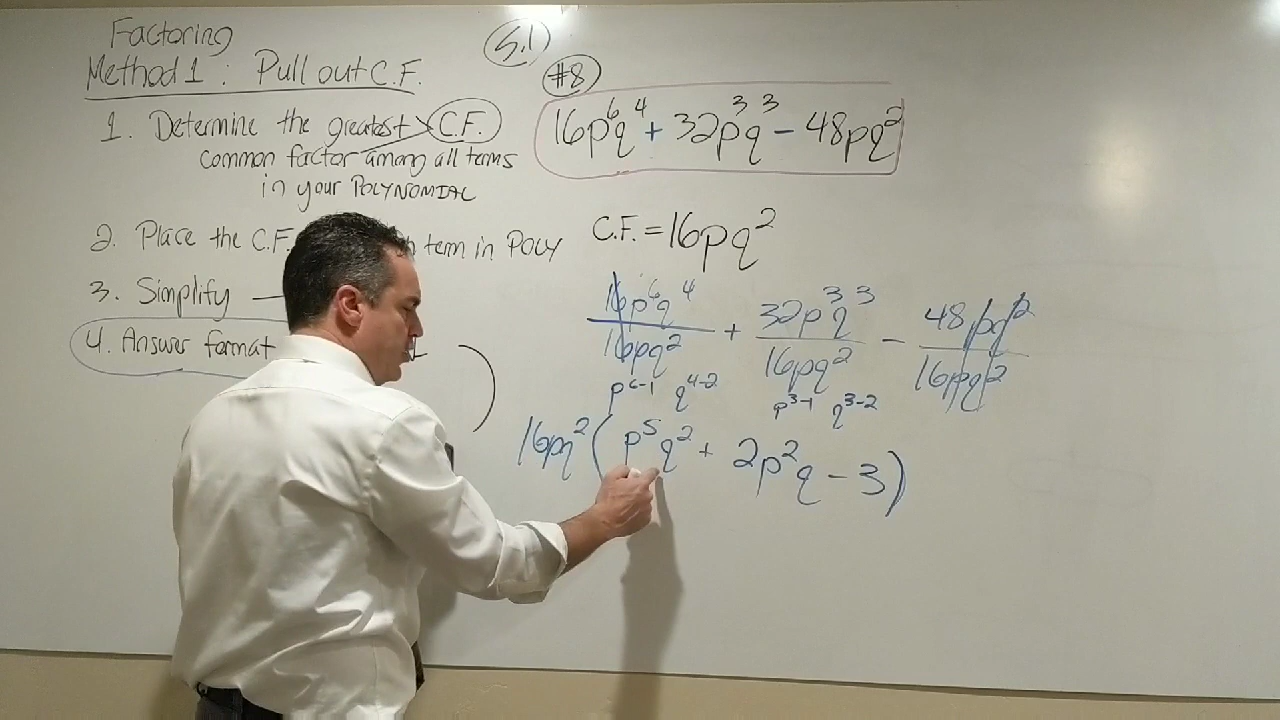 Factoring
Method 1: Pull out C.F.
1. Determine the greatest C.F.
common factor among all terms
in your POLYNOMIAL
2. Place the C.F. term in POLY
3. Simplify —
4. Answer format
5.1
#8
16p⁶q⁴ + 32p³q³ - 48pq²
C.F. = 16pq²
16p⁶q⁴/16pq² + 32p³q³/16pq² - 48pq²/16pq²
p⁶⁻¹ q⁴⁻² p³⁻¹ q³⁻²
16pq²(p⁵q² + 2p²q - 3)